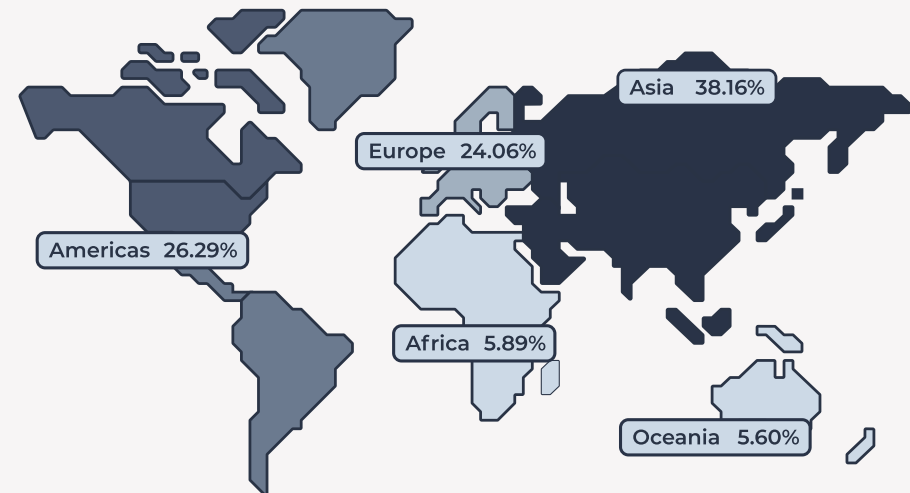 Asia 38.16%
Europe 24.06%
Americas 26.29%
Africa 5.89%
Oceania 5.60%